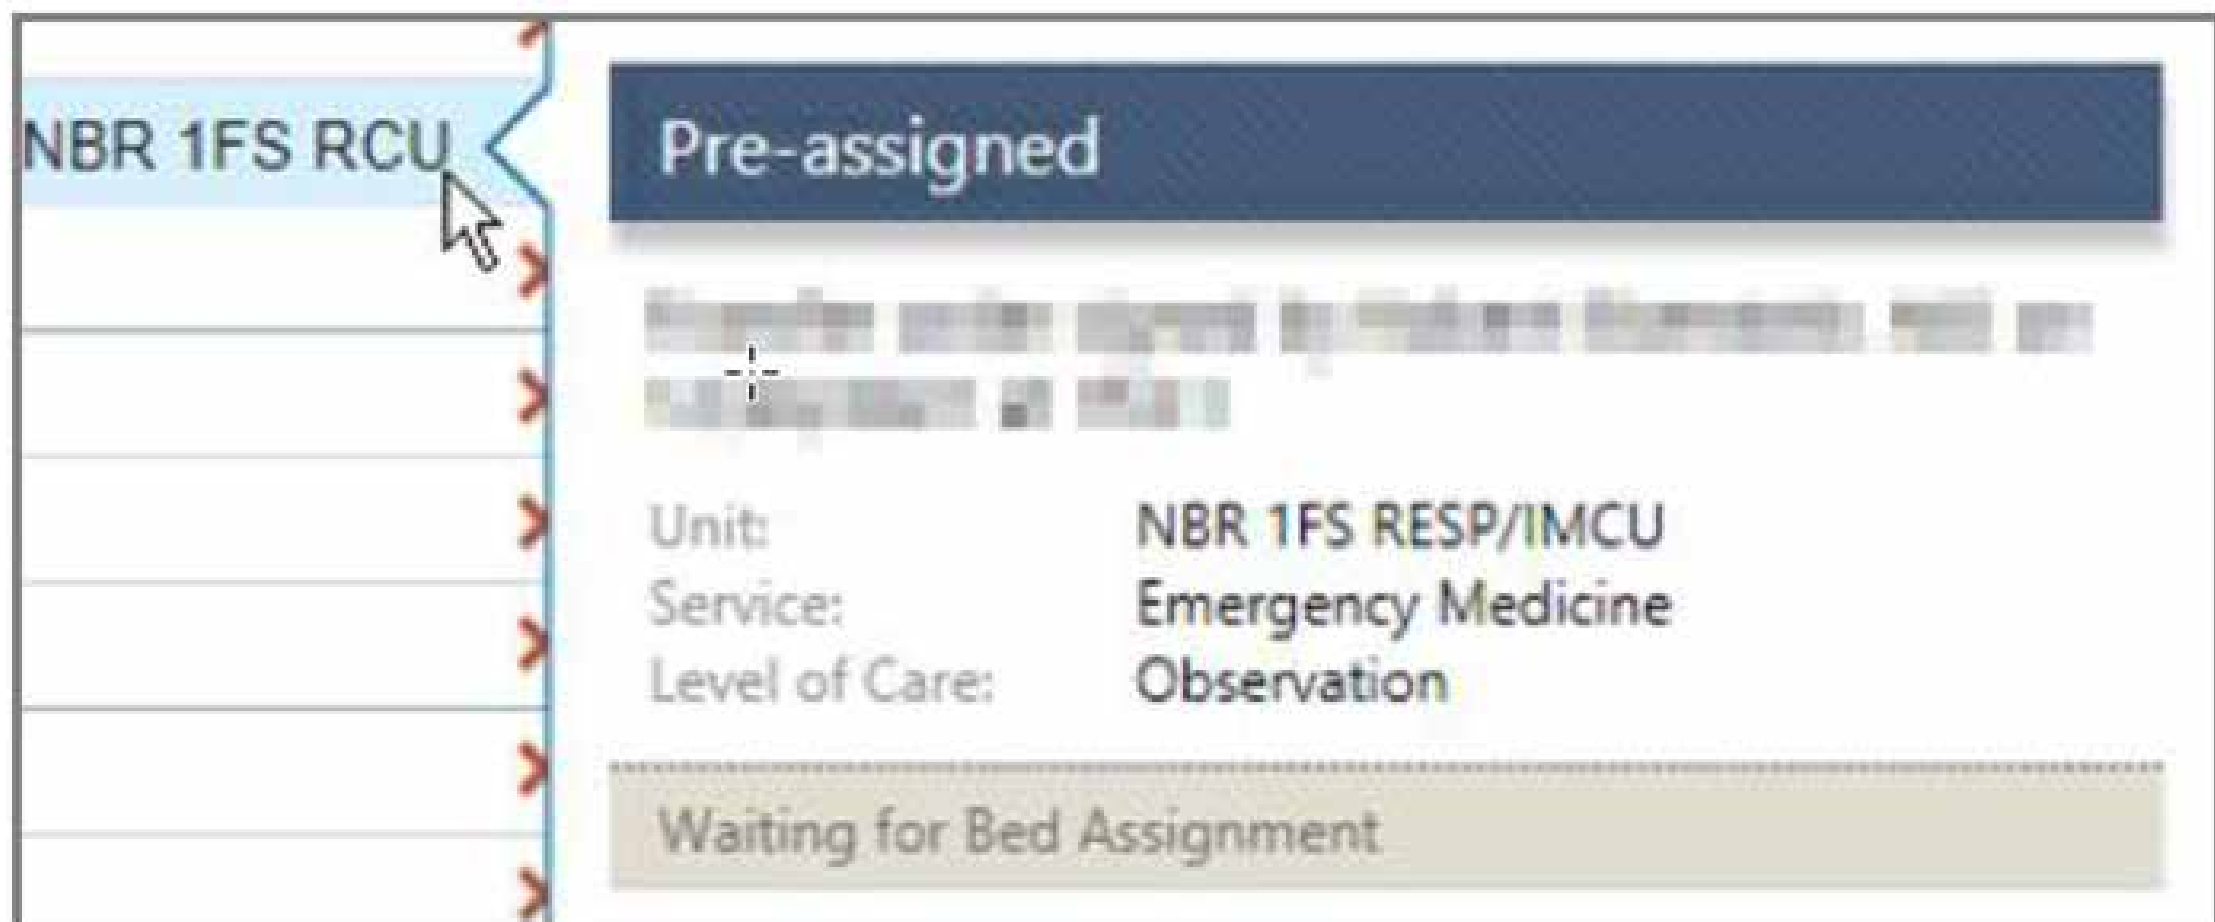 NBR 1FS RCU
Pre-assigned
Unit: NBR 1FS RESP/IMCU
Service: Emergency Medicine
Level of Care: Observation
Waiting for Bed Assignment